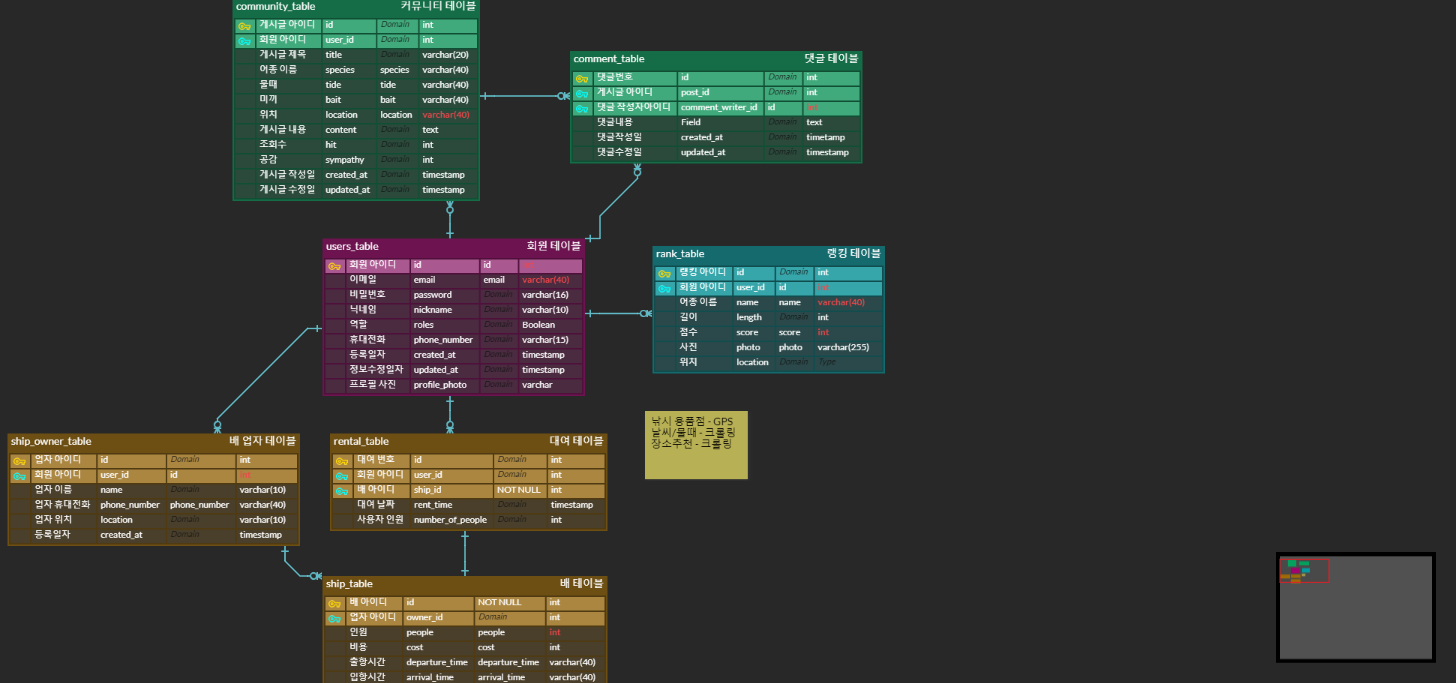 community_table 커뮤니티 테이블
게시글 아이디 id Domain int
회원 아이디 user_id Domain int
게시글 제목 title Domain varchar(20)
어종 이름 species species varchar(40)
물때 tide tide varchar(40)
미끼 bait bait varchar(40)
위치 location location varchar(40)
게시글 내용 content Domain text
조회수 hit Domain int
공감 sympathy Domain int
게시글 작성일 created_at Domain timestamp
게시글 수정일 updated_at Domain timestamp
comment_table 댓글 테이블
댓글번호 id Domain int
게시글 아이디 post_id Domain int
댓글 작성자아이디 comment_writer_id id int
댓글내용 Field Domain text
댓글작성일 created_at Domain timetamp
댓글수정일 updated_at Domain timestamp
users_table 회원 테이블
회원 아이디 id id
이메일 email email varchar(40)
비밀번호 password Domain varchar(16)
닉네임 nickname Domain varchar(10)
역할 roles Domain Boolean
휴대전화 phone_number Domain varchar(15)
등록일자 created_at Domain timestamp
정보수정일자 updated_at Domain timestamp
프로필 사진 profile_photo Domain varchar
rank_table 랭킹 테이블
랭킹 아이디 id Domain int
회원 아이디 user_id id int
어종 이름 name name varchar(40)
길이 length Domain int
점수 score score int
사진 photo photo varchar(255)
위치 location Domain Type
낚시 용품점 - GPS
날씨/물때 - 크롤링
장소추천 - 크롤링
ship_owner_table 배 업자 테이블
업자 아이디 id Domain int
회원 아이디 user_id id int
업자 이름 name Domain varchar(10)
업자 휴대전화 phone_number phone_number varchar(40)
업자 위치 location Domain varchar(10)
등록일자 created_at Domain timestamp
rental_table 대여 테이블
대여 번호 id Domain int
회원 아이디 user_id Domain int
배 아이디 ship_id NOT NULL int
대여 날짜 rent_time Domain timestamp
사용자 인원 number_of_people Domain int
ship_table 배 테이블
배 아이디 id NOT NULL int
업자 아이디 owner_id Domain int
인원 people people int
비용 cost cost int
출항시간 departure_time departure_time varchar(40)
입항시간 arrival_time arrival_time varchar(40)